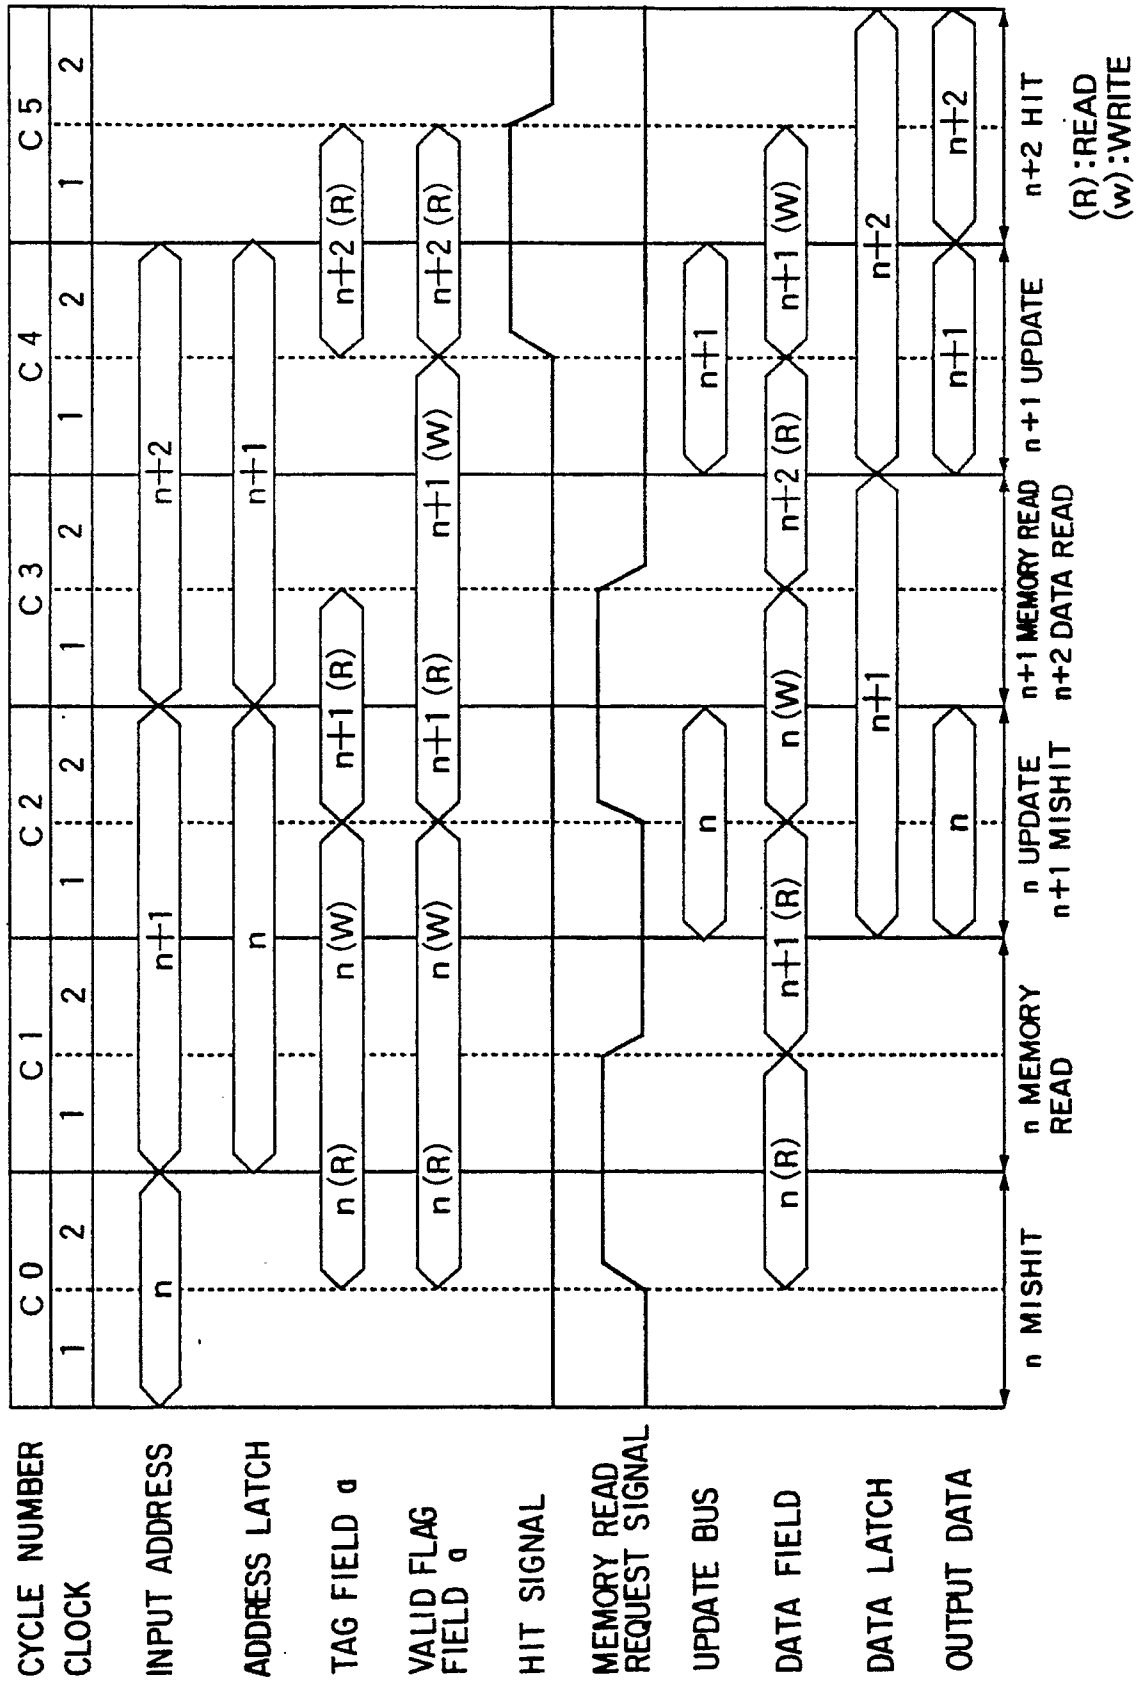 CYCLE NUMBER C 0 C 1 C 2 C 3 C 4 C 5
CLOCK 1 2 1 2 1 2 1 2 1 2 1 2
INPUT ADDRESS n n+1 n+2
ADDRESS LATCH n n+1
TAG FIELD a n (R) n (W) n+1 (R) n+2 (R)
VALID FLAG
FIELD a n (R) n (W) n+1 (R) n+1 (W) n+2 (R)
HIT SIGNAL
MEMORY READ
REQUEST SIGNAL
UPDATE BUS n n+1
DATA FIELD n (R) n+1 (R) n (W) n+2 (R) n+1 (W)
DATA LATCH n+1 n+2
OUTPUT DATA n n+1 n+2
n MISHIT
n MEMORY
READ
n UPDATE
n+1 MISHIT
n+1 MEMORY READ
n+2 DATA READ
n+1 UPDATE
n+2 HIT
(R):READ
(W):WRITE